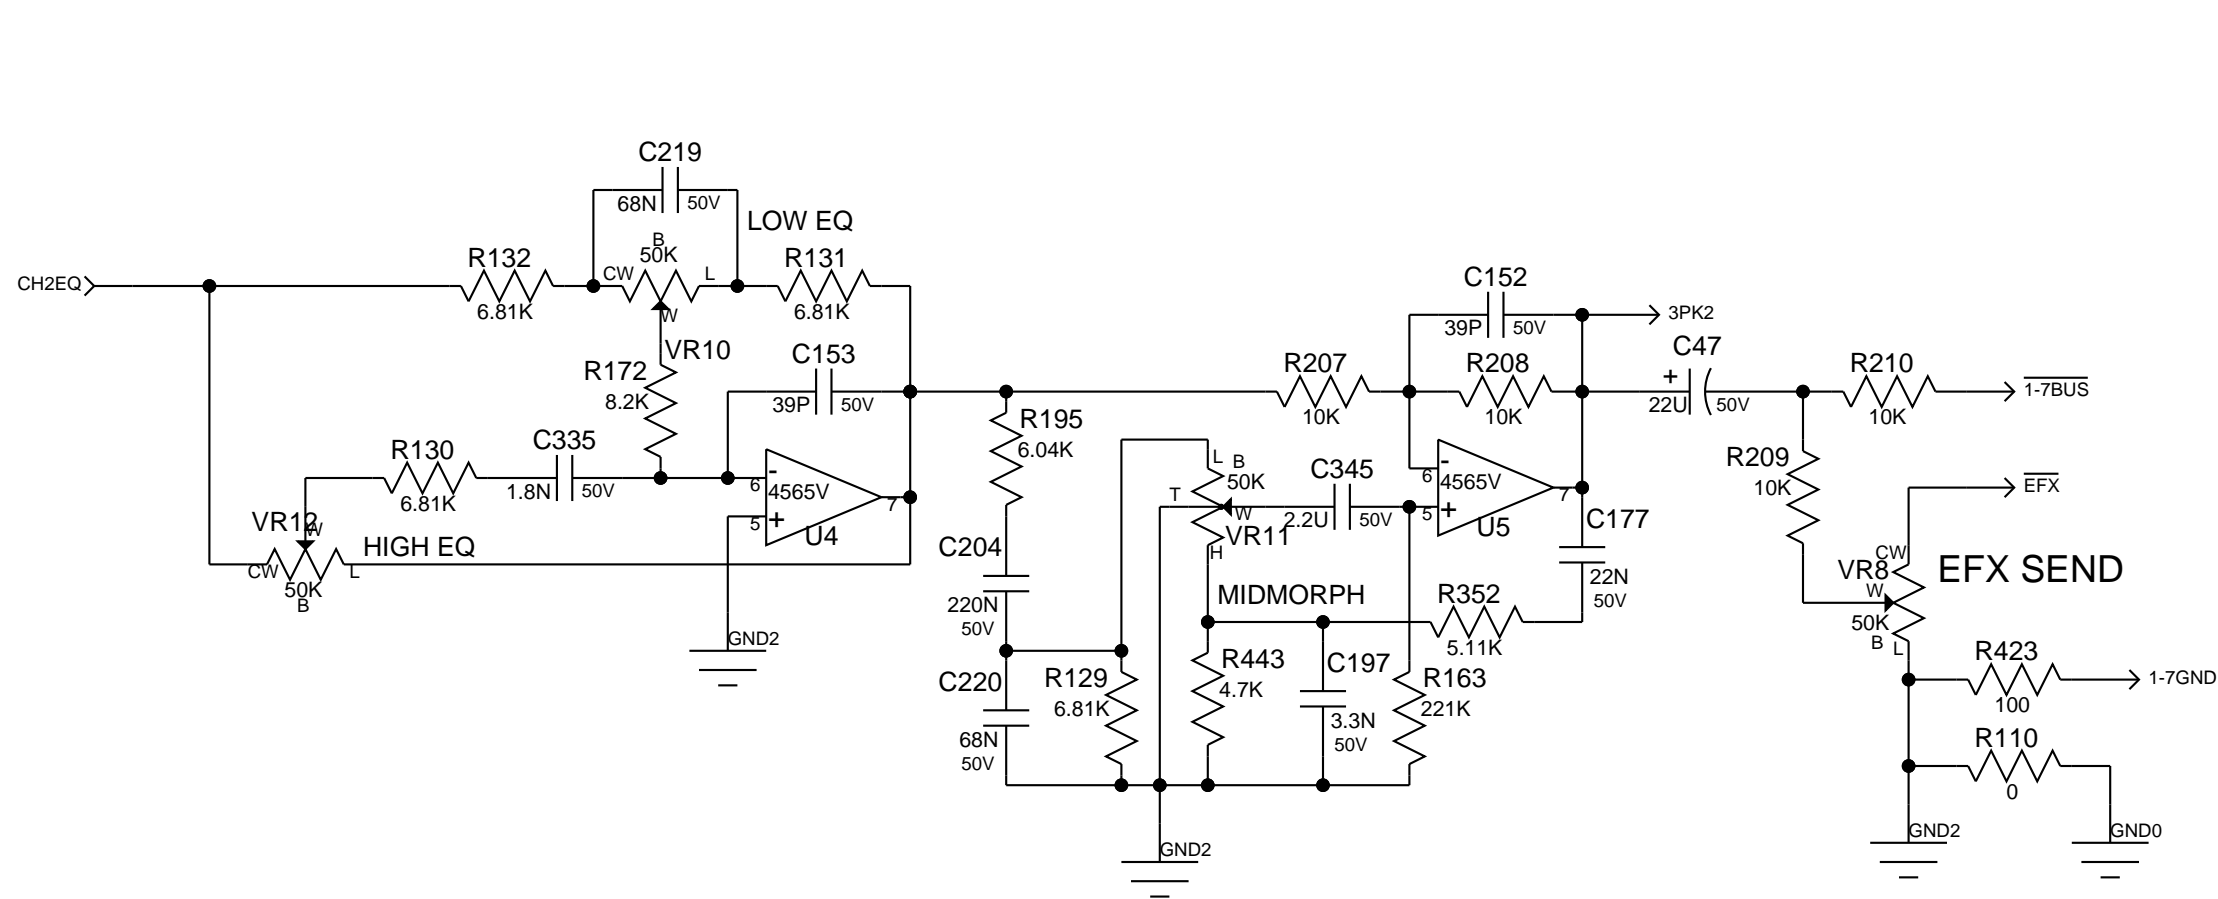 C219
68N 50V
LOW EQ
B
50K
R132
CW L
R131
CH2EQ
6.81K
W
6.81K
VR10
C153
R172
8.2K
39P 50V
R130
C335
6.81K
1.8N 50V
6
-
4565V
5
+
7
U4
VR12
W
HIGH EQ
CW L
50K
B
GND2
R195
6.04K
C204
220N
50V
C220
68N
50V
R129
6.81K
L B
50K
T
W
VR11
H
C345
2.2U 50V
MIDMORPH
R443
4.7K
C197
3.3N
50V
R163
221K
R352
5.11K
GND2
C152
39P 50V
3PK2
R207
10K
R208
10K
6
-
4565V
5
+
7
U5
C177
22N
50V
C47
+
22U 50V
R210
10K
1-7BUS
R209
10K
EFX
CW
VR8
W
50K
B L
EFX SEND
R423
100
1-7GND
R110
0
GND2
GND0